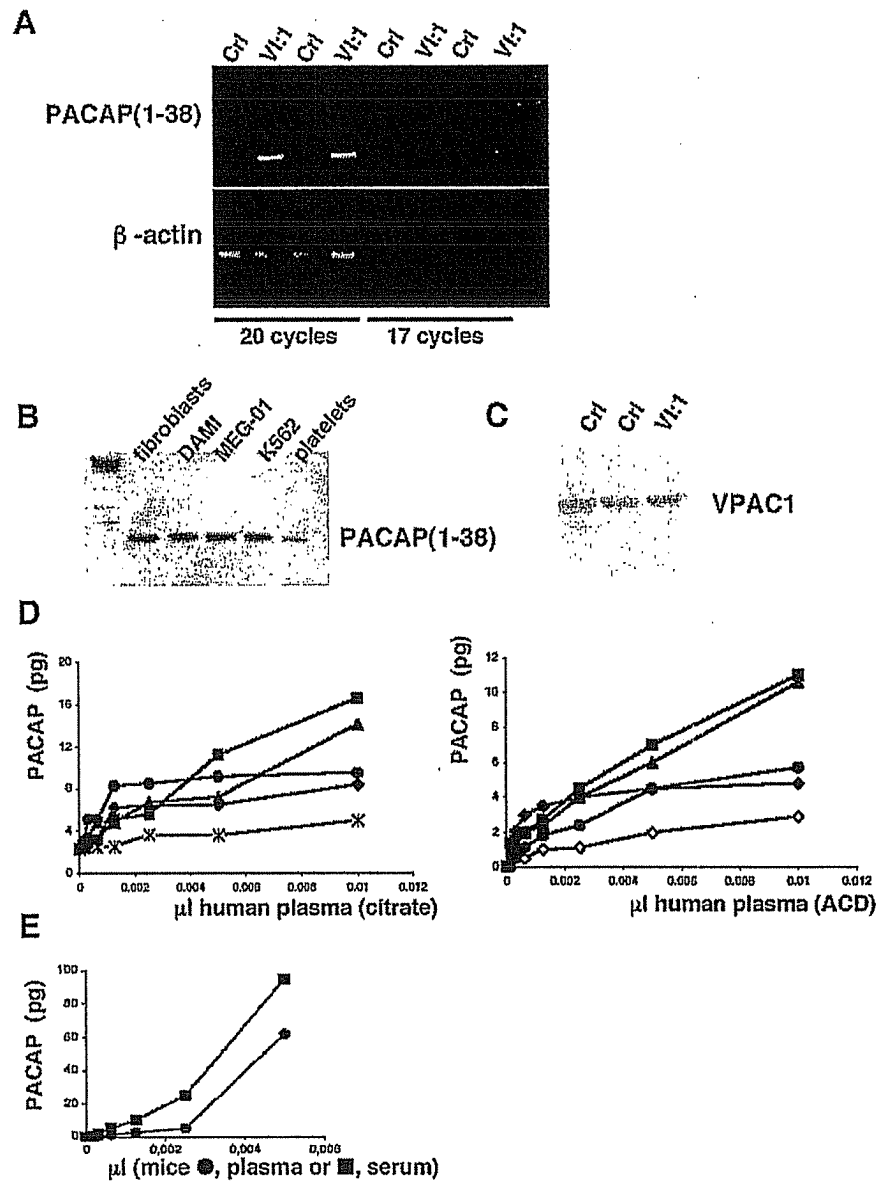 A
Crl VI:1 Crl VI:1 Crl VI:1 Crl VI:1
PACAP(1-38)
β-actin
20 cycles 17 cycles
B
fibroblasts DAMI MEG-01 K562 platelets
PACAP(1-38)
C
Crl Crl VI:1
VPAC1
D
PACAP (pg)
20
16
12
8
4
0
0 0.002 0.004 0.006 0.008 0.01 0.012
µl human plasma (citrate)
PACAP (pg)
12
10
8
6
4
2
0
0 0.002 0.004 0.006 0.008 0.01 0.012
µl human plasma (ACD)
E
PACAP (pg)
100
80
60
40
20
0
0 0,002 0,004 0,006
µl (mice ●, plasma or ■, serum)